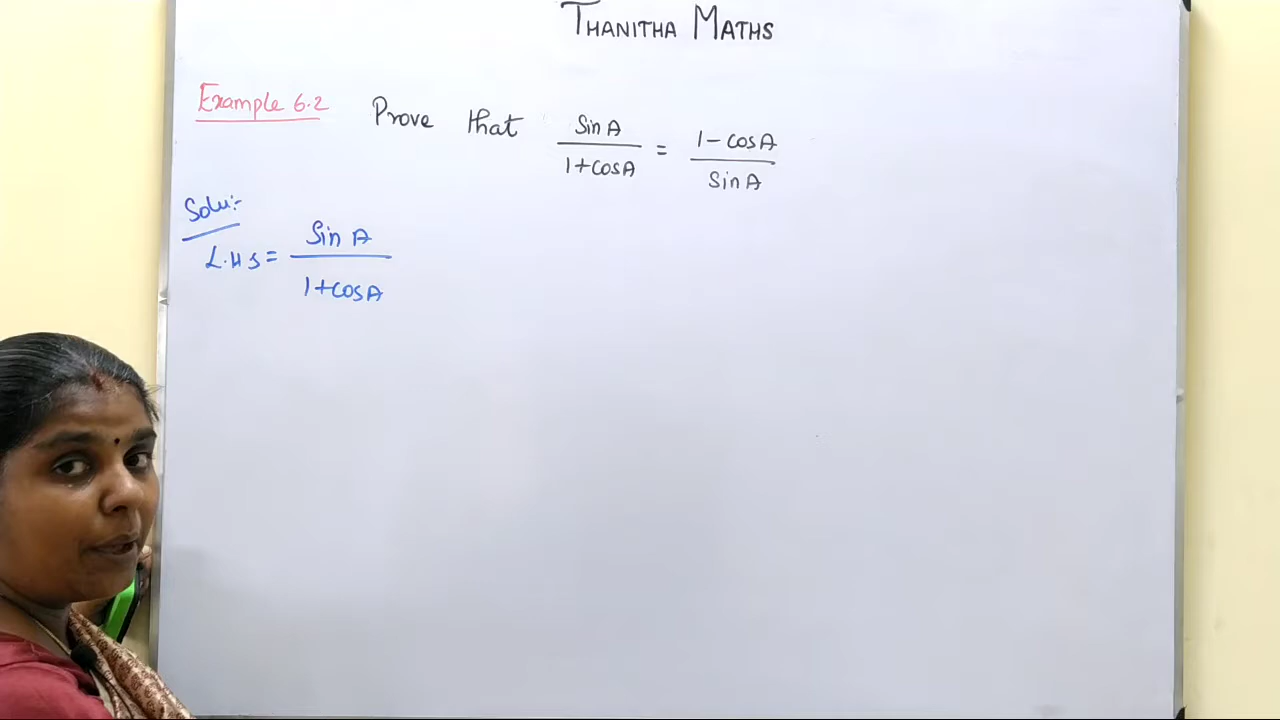 THANITHA MATHS
Example 6.2 Prove that sin A / 1+cosA = 1-cosA / sin A
Solu:-
L.H.S = sin A / 1+cosA